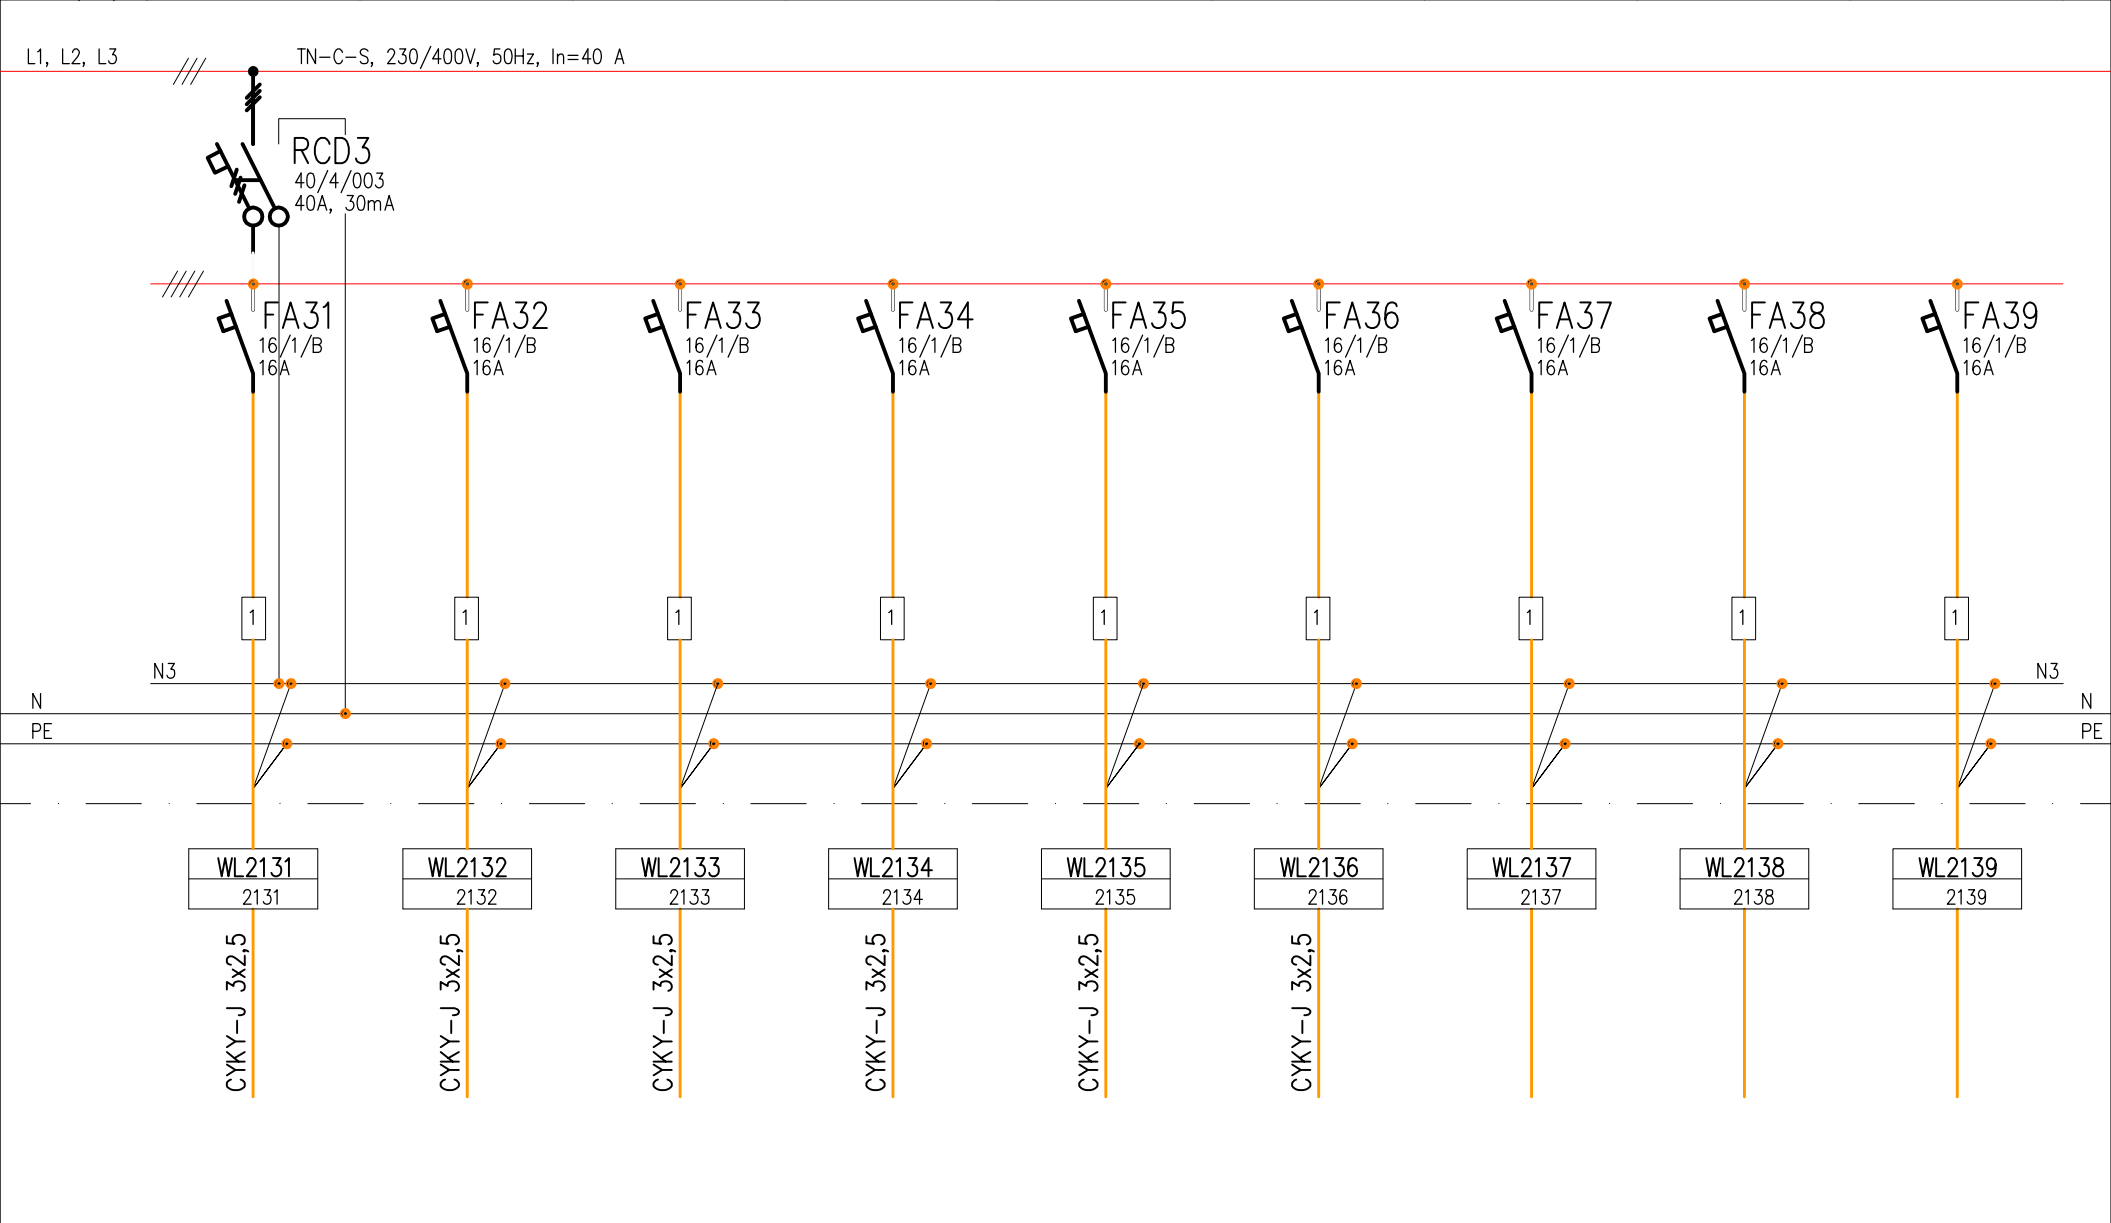 L1, L2, L3 TN-C-S, 230/400V, 50Hz, In=40 A
RCD3
40/4/003
40A, 30mA
FA31 FA32 FA33 FA34 FA35 FA36 FA37 FA38 FA39
16/1/B 16/1/B 16/1/B 16/1/B 16/1/B 16/1/B 16/1/B 16/1/B 16/1/B
16A 16A 16A 16A 16A 16A 16A 16A 16A
1 1 1 1 1 1 1 1 1
N3 N3
N N
PE PE
WL2131 WL2132 WL2133 WL2134 WL2135 WL2136 WL2137 WL2138 WL2139
2131 2132 2133 2134 2135 2136 2137 2138 2139
CYKY-J 3x2,5
CYKY-J 3x2,5
CYKY-J 3x2,5
CYKY-J 3x2,5
CYKY-J 3x2,5
CYKY-J 3x2,5